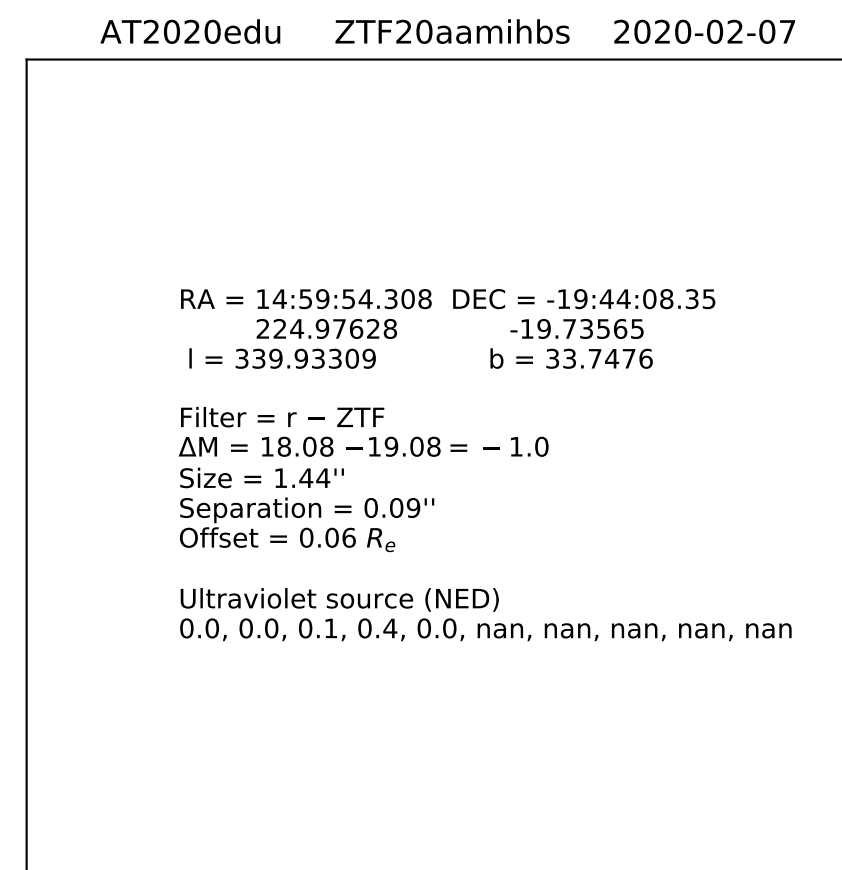 AT2020edu ZTF20aamihbs 2020-02-07
RA = 14:59:54.308 DEC = -19:44:08.35
224.97628 -19.73565
l = 339.93309 b = 33.7476
Filter = r − ZTF
ΔM = 18.08 −19.08 = − 1.0
Size = 1.44''
Separation = 0.09''
Offset = 0.06 Re
Ultraviolet source (NED)
0.0, 0.0, 0.1, 0.4, 0.0, nan, nan, nan, nan, nan